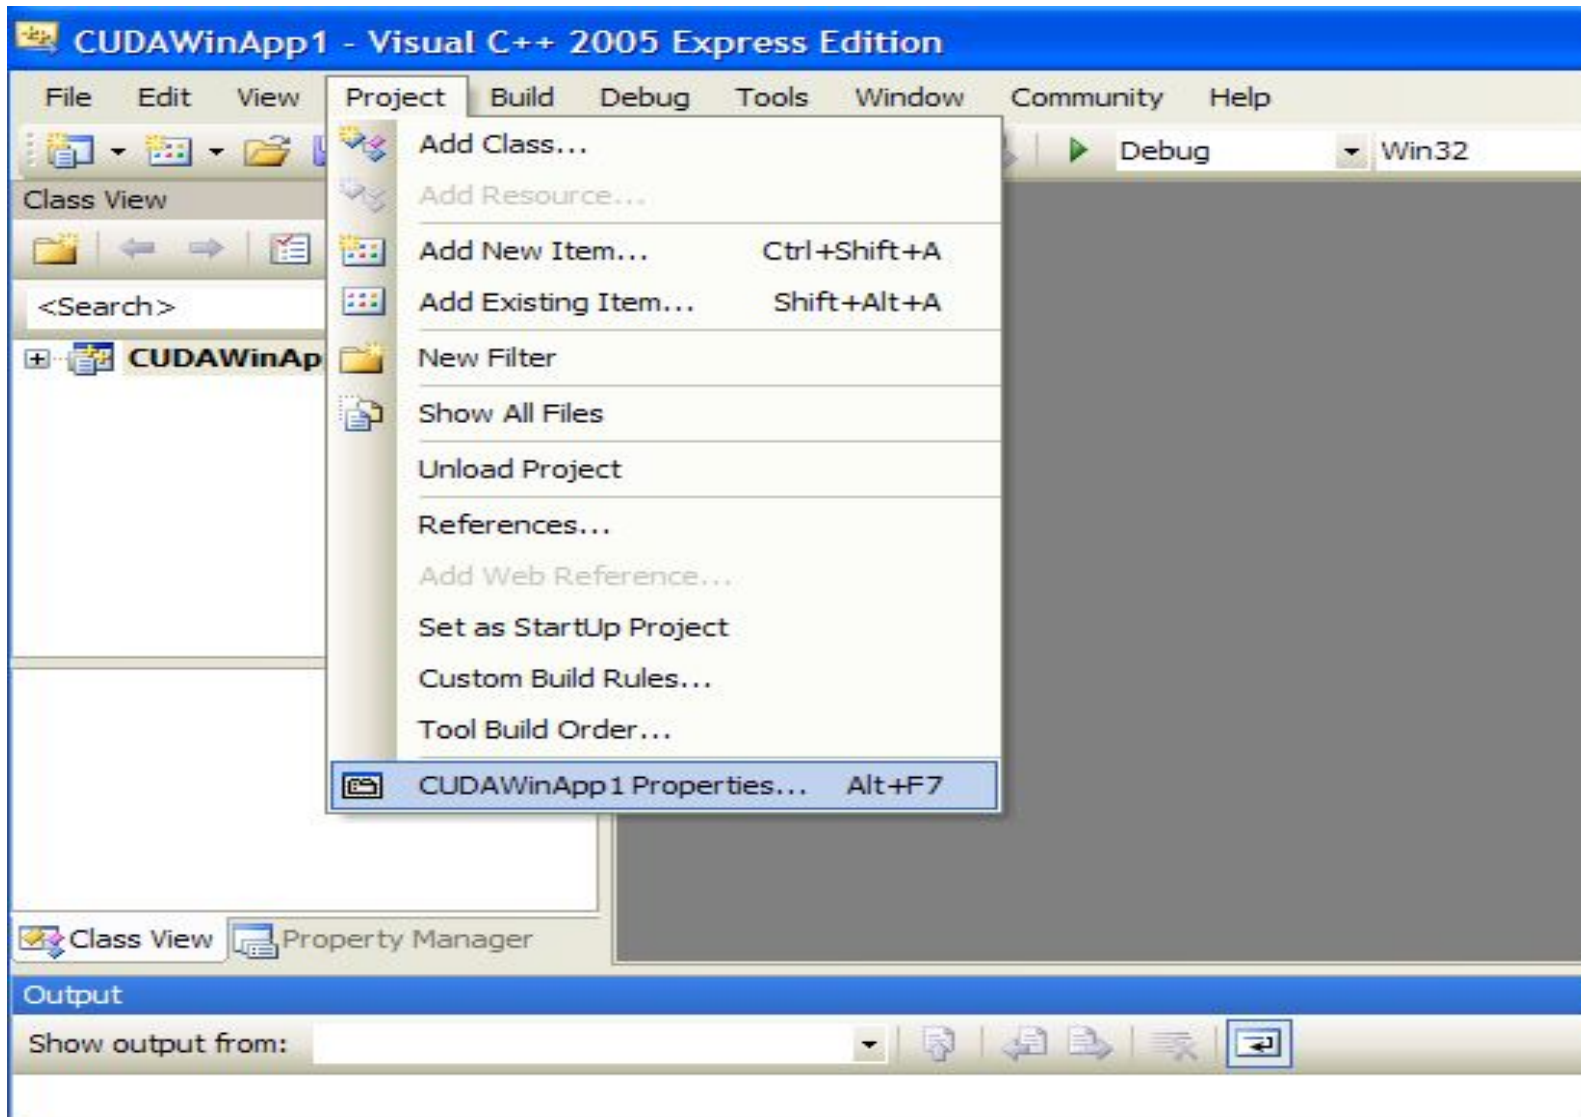 CUDAWinApp1 - Visual C++ 2005 Express Edition
File Edit View Project Build Debug Tools Window Community Help
Debug Win32
Class View
<Search>
CUDAWinAp
Add Class...
Add Resource...
Add New Item... Ctrl+Shift+A
Add Existing Item... Shift+Alt+A
New Filter
Show All Files
Unload Project
References...
Add Web Reference...
Set as StartUp Project
Custom Build Rules...
Tool Build Order...
CUDAWinApp1 Properties... Alt+F7
Class View Property Manager
Output
Show output from: